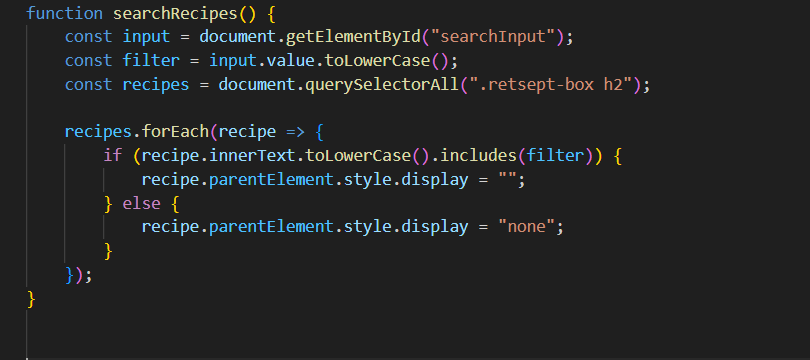 function searchRecipes() {
    const input = document.getElementById("searchInput");
    const filter = input.value.toLowerCase();
    const recipes = document.querySelectorAll(".retsept-box h2");

    recipes.forEach(recipe => {
        if (recipe.innerText.toLowerCase().includes(filter)) {
            recipe.parentElement.style.display = "";
        } else {
            recipe.parentElement.style.display = "none";
        }
    });
}